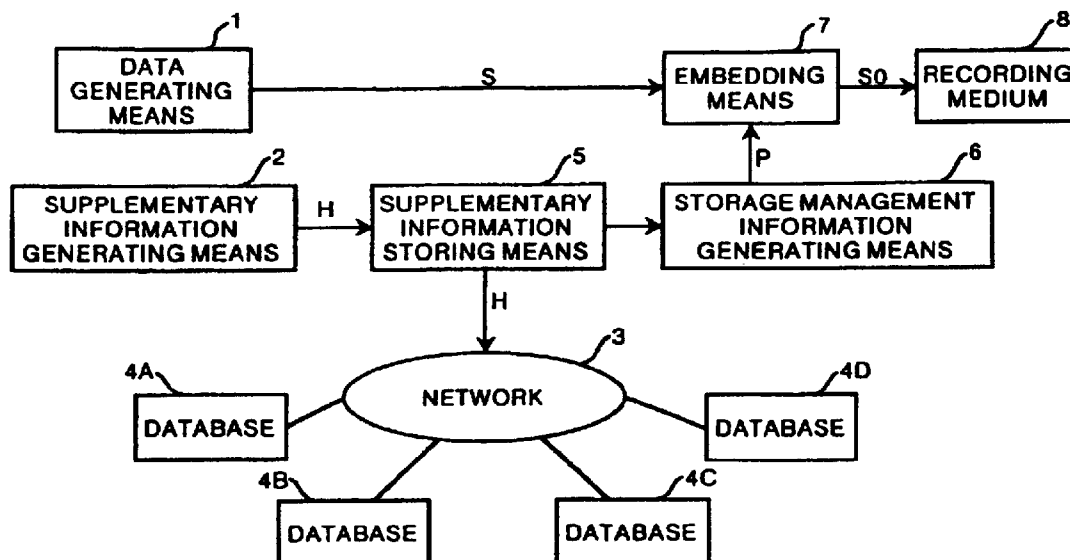 1
7
8
DATA
GENERATING
MEANS
S
EMBEDDING
MEANS
S0
RECORDING
MEDIUM
2
5
P
6
SUPPLEMENTARY
INFORMATION
GENERATING MEANS
H
SUPPLEMENTARY
INFORMATION
STORING MEANS
STORAGE MANAGEMENT
INFORMATION
GENERATING MEANS
H
3
4A
NETWORK
4D
DATABASE
DATABASE
4B
4C
DATABASE
DATABASE